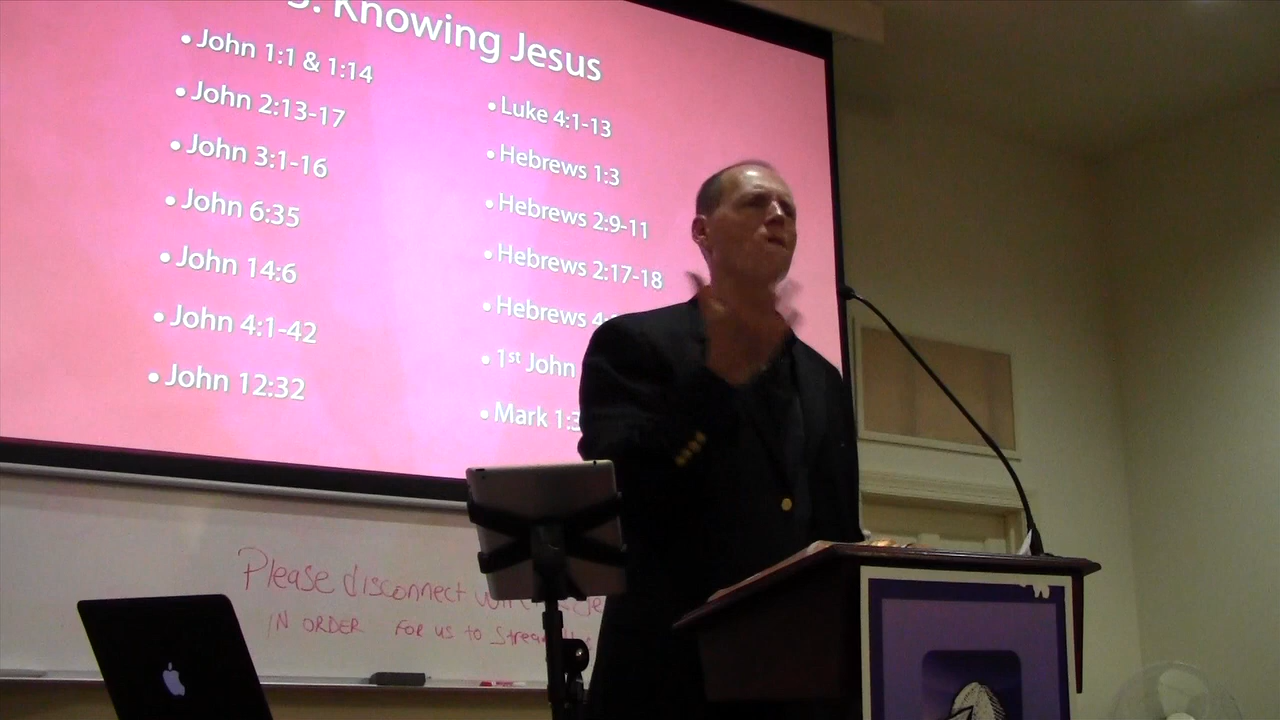 Knowing Jesus
• John 1:1 & 1:14
• John 2:13-17
• John 3:1-16
• John 6:35
• John 14:6
• John 4:1-42
• John 12:32
• Luke 4:1-13
• Hebrews 1:3
• Hebrews 2:9-11
• Hebrews 2:17-18
• Hebrews
• 1st John
• Mark
Please disconnect
IN ORDER FOR US TO